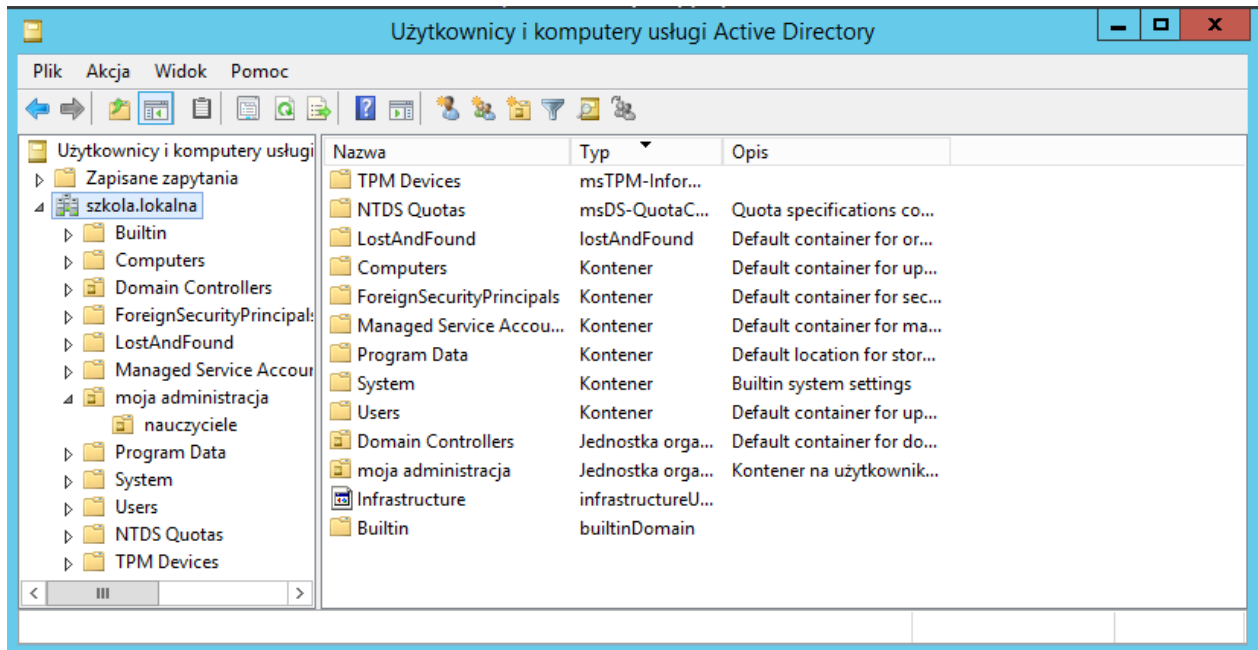 Użytkownicy i komputery usługi Active Directory
Plik Akcja Widok Pomoc
Użytkownicy i komputery usługi
Zapisane zapytania
szkola.lokalna
Builtin
Computers
Domain Controllers
ForeignSecurityPrincipals
LostAndFound
Managed Service Accour
moja administracja
nauczyciele
Program Data
System
Users
NTDS Quotas
TPM Devices
Nazwa Typ Opis
TPM Devices msTPM-Infor...
NTDS Quotas msDS-QuotaC... Quota specifications co...
LostAndFound lostAndFound Default container for or...
Computers Kontener Default container for up...
ForeignSecurityPrincipals Kontener Default container for sec...
Managed Service Accou... Kontener Default container for ma...
Program Data Kontener Default location for stor...
System Kontener Builtin system settings
Users Kontener Default container for up...
Domain Controllers Jednostka orga... Default container for do...
moja administracja Jednostka orga... Kontener na użytkownik...
Infrastructure infrastructureU...
Builtin builtinDomain